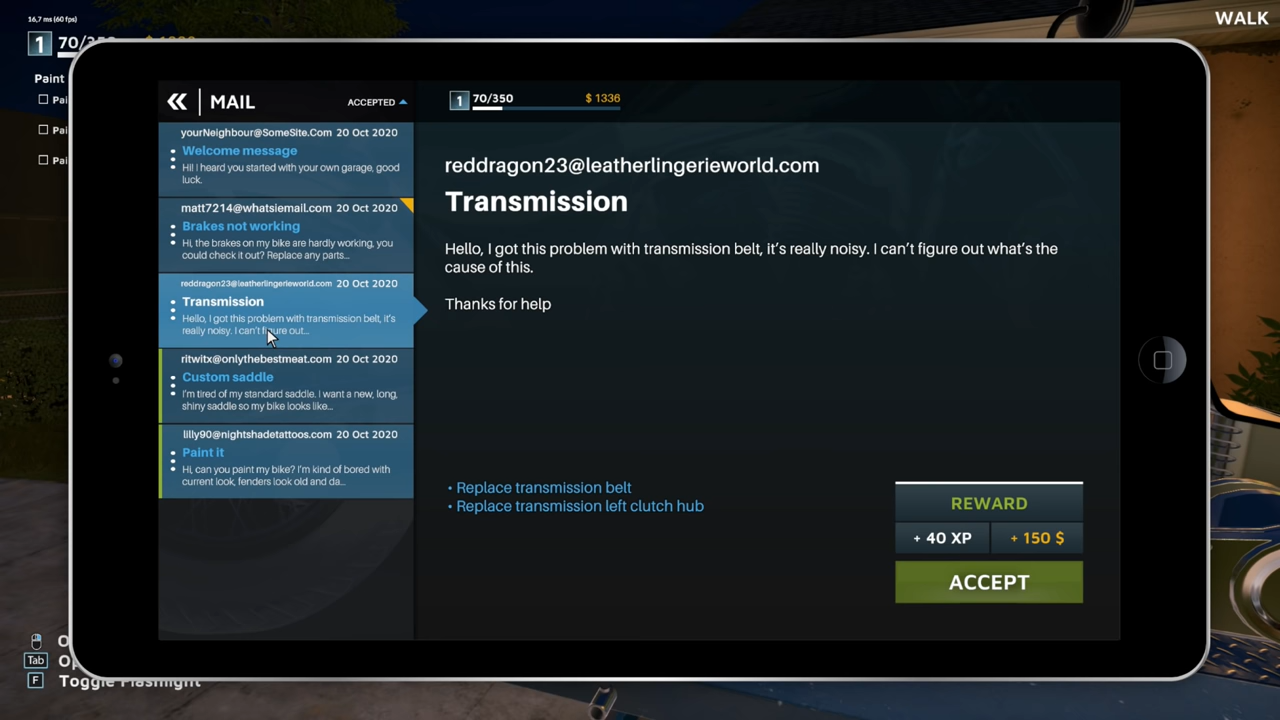 16,7 ms (60 fps)
WALK
1 70/35
Paint
Pai
Pai
Pai
MAIL
ACCEPTED
1 70/350 $ 1336
yourNeighbour@SomeSite.Com 20 Oct 2020
Welcome message
Hi! I heard you started with your own garage, good
luck.
matt7214@whatsiemail.com 20 Oct 2020
Brakes not working
Hi, the brakes on my bike are hardly working, you
could check it out? Replace any parts...
reddragon23@leatherlingerieworld.com 20 Oct 2020
Transmission
Hello, I got this problem with transmission belt, it's
really noisy. I can't figure out...
ritwitx@onlythebestmeat.com 20 Oct 2020
Custom saddle
I'm tired of my standard saddle. I want a new, long,
shiny saddle so my bike looks like...
lilly90@nightshadetattoos.com 20 Oct 2020
Paint it
Hi, can you paint my bike? I'm kind of bored with
current look, fenders look old and da...
reddragon23@leatherlingerieworld.com
Transmission
Hello, I got this problem with transmission belt, it's really noisy. I can't figure out what's the
cause of this.
Thanks for help
• Replace transmission belt
• Replace transmission left clutch hub
REWARD
+ 40 XP + 150 $
ACCEPT
O
Tab Op
F Toggle Flashlight